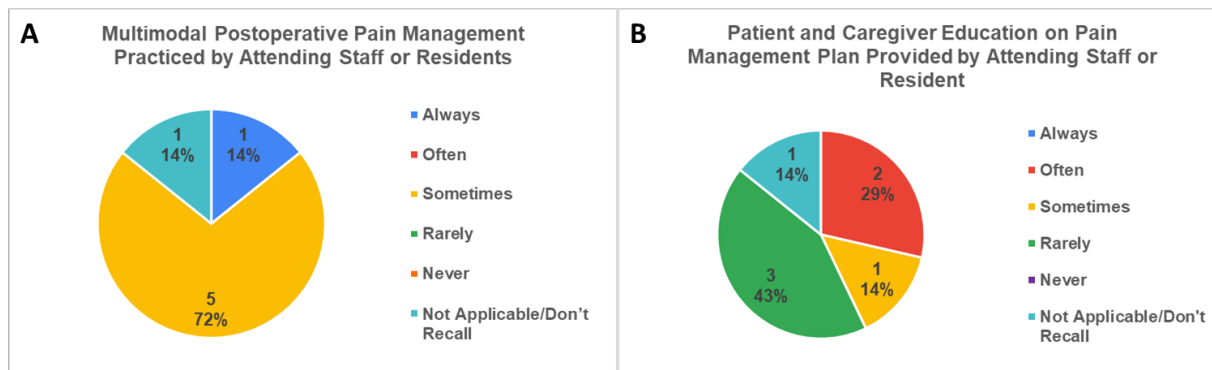 A
Multimodal Postoperative Pain Management
Practiced by Attending Staff or Residents
1
14%
1
14%
5
72%
Always
Often
Sometimes
Rarely
Never
Not Applicable/Don’t
Recall
B
Patient and Caregiver Education on Pain
Management Plan Provided by Attending Staff or
Resident
1
14%
2
29%
1
14%
3
43%
Always
Often
Sometimes
Rarely
Never
Not Applicable/Don't
Recall